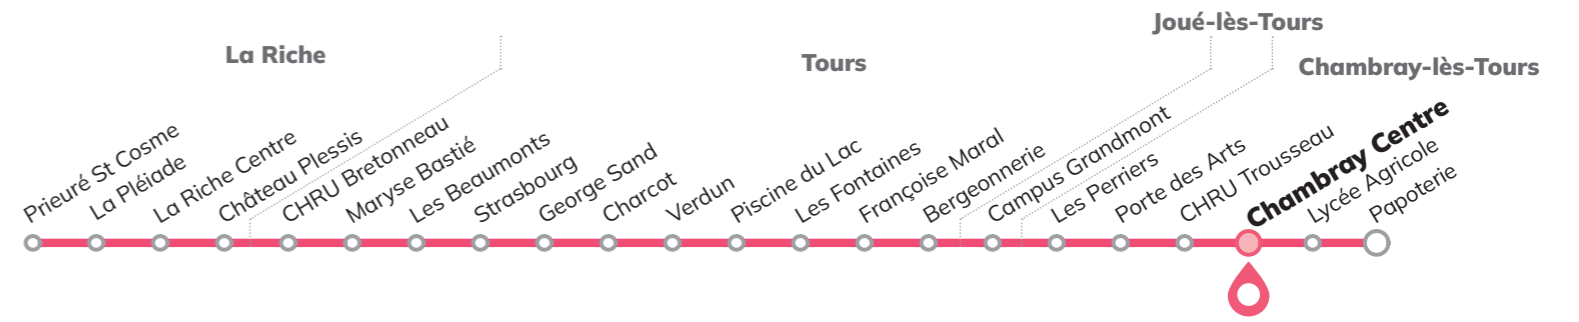 La Riche
Tours
Joué-lès-Tours
Chambray-lès-Tours
Prieuré St Cosme
La Pléiade
La Riche Centre
Château Plessis
CHRU Bretonneau
Maryse Bastié
Les Beaumonts
Strasbourg
George Sand
Charcot
Verdun
Piscine du Lac
Les Fontaines
Françoise Maral
Bergeonnerie
Campus Grandmont
Les Perriers
Porte des Arts
CHRU Trousseau
Chambray Centre
Lycée Agricole
Papoterie